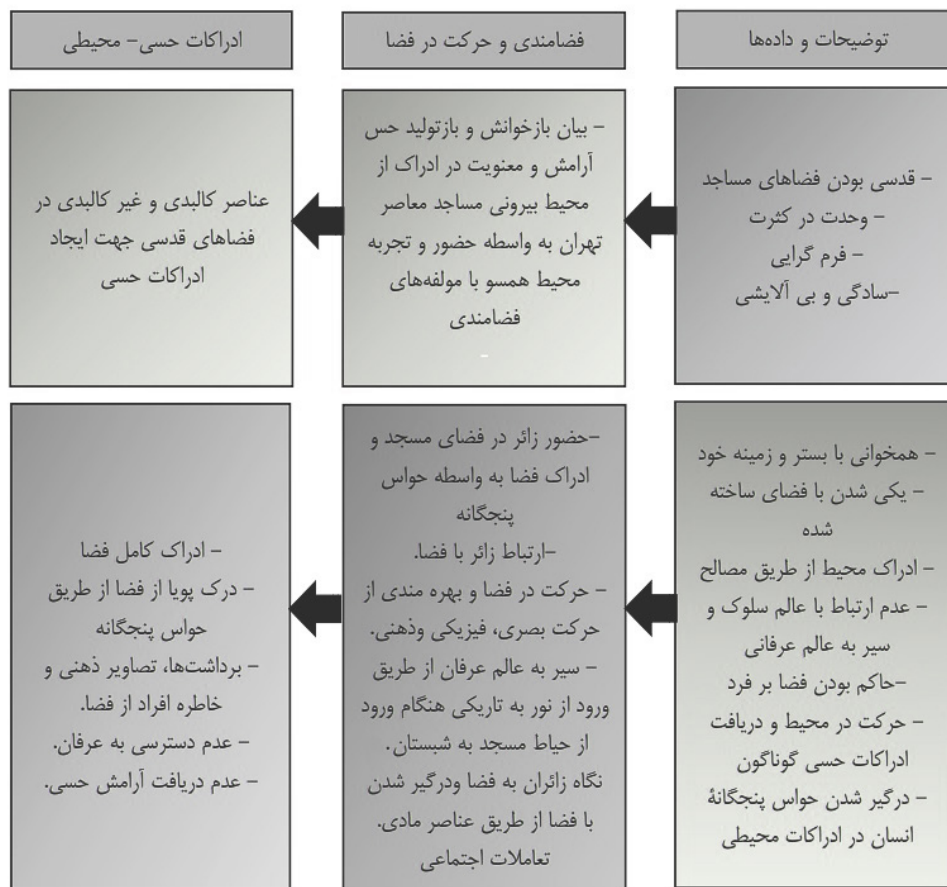 توضیحات و داده‌ها
فضامندی و حرکت در فضا
ادراکات حسی- محیطی
- قدسی بودن فضاهای مساجد
- وحدت در کثرت
- فرم گرایی
-سادگی و بی آلایشی
- بیان بازخوانش و بازتولید حس
آرامش و معنویت در ادراک از
محیط بیرونی مساجد معاصر
تهران به واسطه حضور و تجربه
محیط همسو با مولفه‌های
فضامندی
-
عناصر کالبدی و غیر کالبدی در
فضاهای قدسی جهت ایجاد
ادراکات حسی
- همخوانی با بستر و زمینه خود
- یکی شدن با فضای ساخته
شده
- ادراک محیط از طریق مصالح
- عدم ارتباط با عالم سلوک و
سیر به عالم عرفانی
-حاکم بودن فضا بر فرد
- حرکت در محیط و دریافت
ادراکات حسی گوناگون
- درگیر شدن حواس پنجگانۀ
انسان در ادراکات محیطی
-حضور زائر در فضای مسجد و
ادراک فضا به واسطه حواس
پنجگانه
-ارتباط زائر با فضا.
- حرکت در فضا و بهره مندی از
حرکت بصری، فیزیکی وذهنی.
- سیر به عالم عرفان از طریق
ورود از نور به تاریکی هنگام ورود
از حیاط مسجد به شبستان.
نگاه زائران به فضا ودرگیر شدن
با فضا از طریق عناصر مادی.
تعاملات اجتماعی
- ادراک کامل فضا
- درک پویا از فضا از طریق
حواس پنجگانه
- برداشت‌ها، تصاویر ذهنی و
خاطره افراد از فضا.
- عدم دسترسی به عرفان.
- عدم دریافت آرامش حسی.